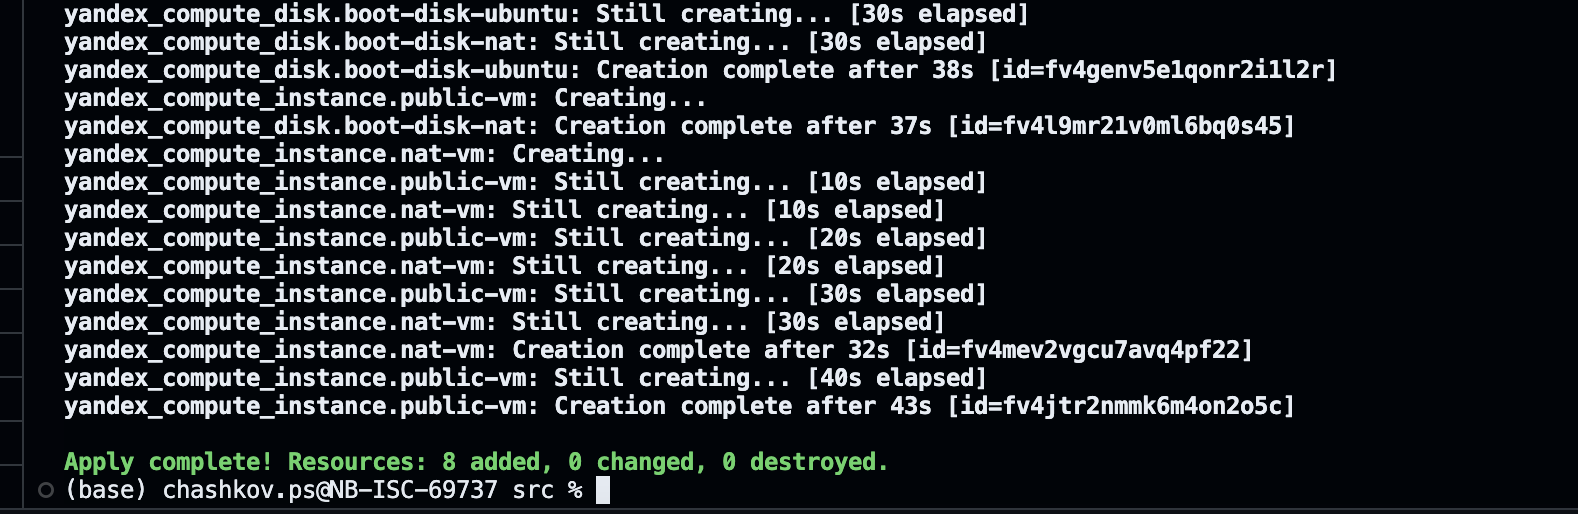 yandex_compute_disk.boot-disk-ubuntu: Still creating... [30s elapsed]
yandex_compute_disk.boot-disk-nat: Still creating... [30s elapsed]
yandex_compute_disk.boot-disk-ubuntu: Creation complete after 38s [id=fv4genv5e1qonr2i1l2r]
yandex_compute_instance.public-vm: Creating...
yandex_compute_disk.boot-disk-nat: Creation complete after 37s [id=fv4l9mr21v0ml6bq0s45]
yandex_compute_instance.nat-vm: Creating...
yandex_compute_instance.public-vm: Still creating... [10s elapsed]
yandex_compute_instance.nat-vm: Still creating... [10s elapsed]
yandex_compute_instance.public-vm: Still creating... [20s elapsed]
yandex_compute_instance.nat-vm: Still creating... [20s elapsed]
yandex_compute_instance.public-vm: Still creating... [30s elapsed]
yandex_compute_instance.nat-vm: Still creating... [30s elapsed]
yandex_compute_instance.nat-vm: Creation complete after 32s [id=fv4mev2vgcu7avq4pf22]
yandex_compute_instance.public-vm: Still creating... [40s elapsed]
yandex_compute_instance.public-vm: Creation complete after 43s [id=fv4jtr2nmmk6m4on2o5c]
Apply complete! Resources: 8 added, 0 changed, 0 destroyed.
(base) chashkov.ps@NB-ISC-69737 src %